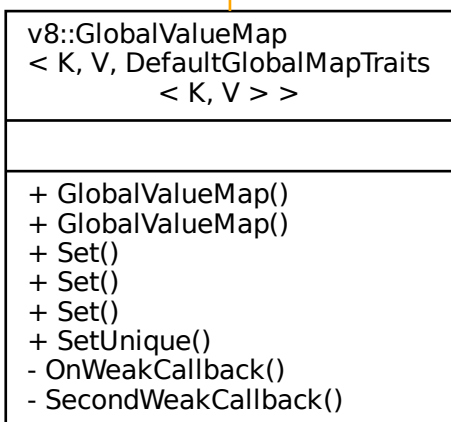 v8::GlobalValueMap
< K, V, DefaultGlobalMapTraits
< K, V > >
+ GlobalValueMap()
+ GlobalValueMap()
+ Set()
+ Set()
+ Set()
+ SetUnique()
- OnWeakCallback()
- SecondWeakCallback()